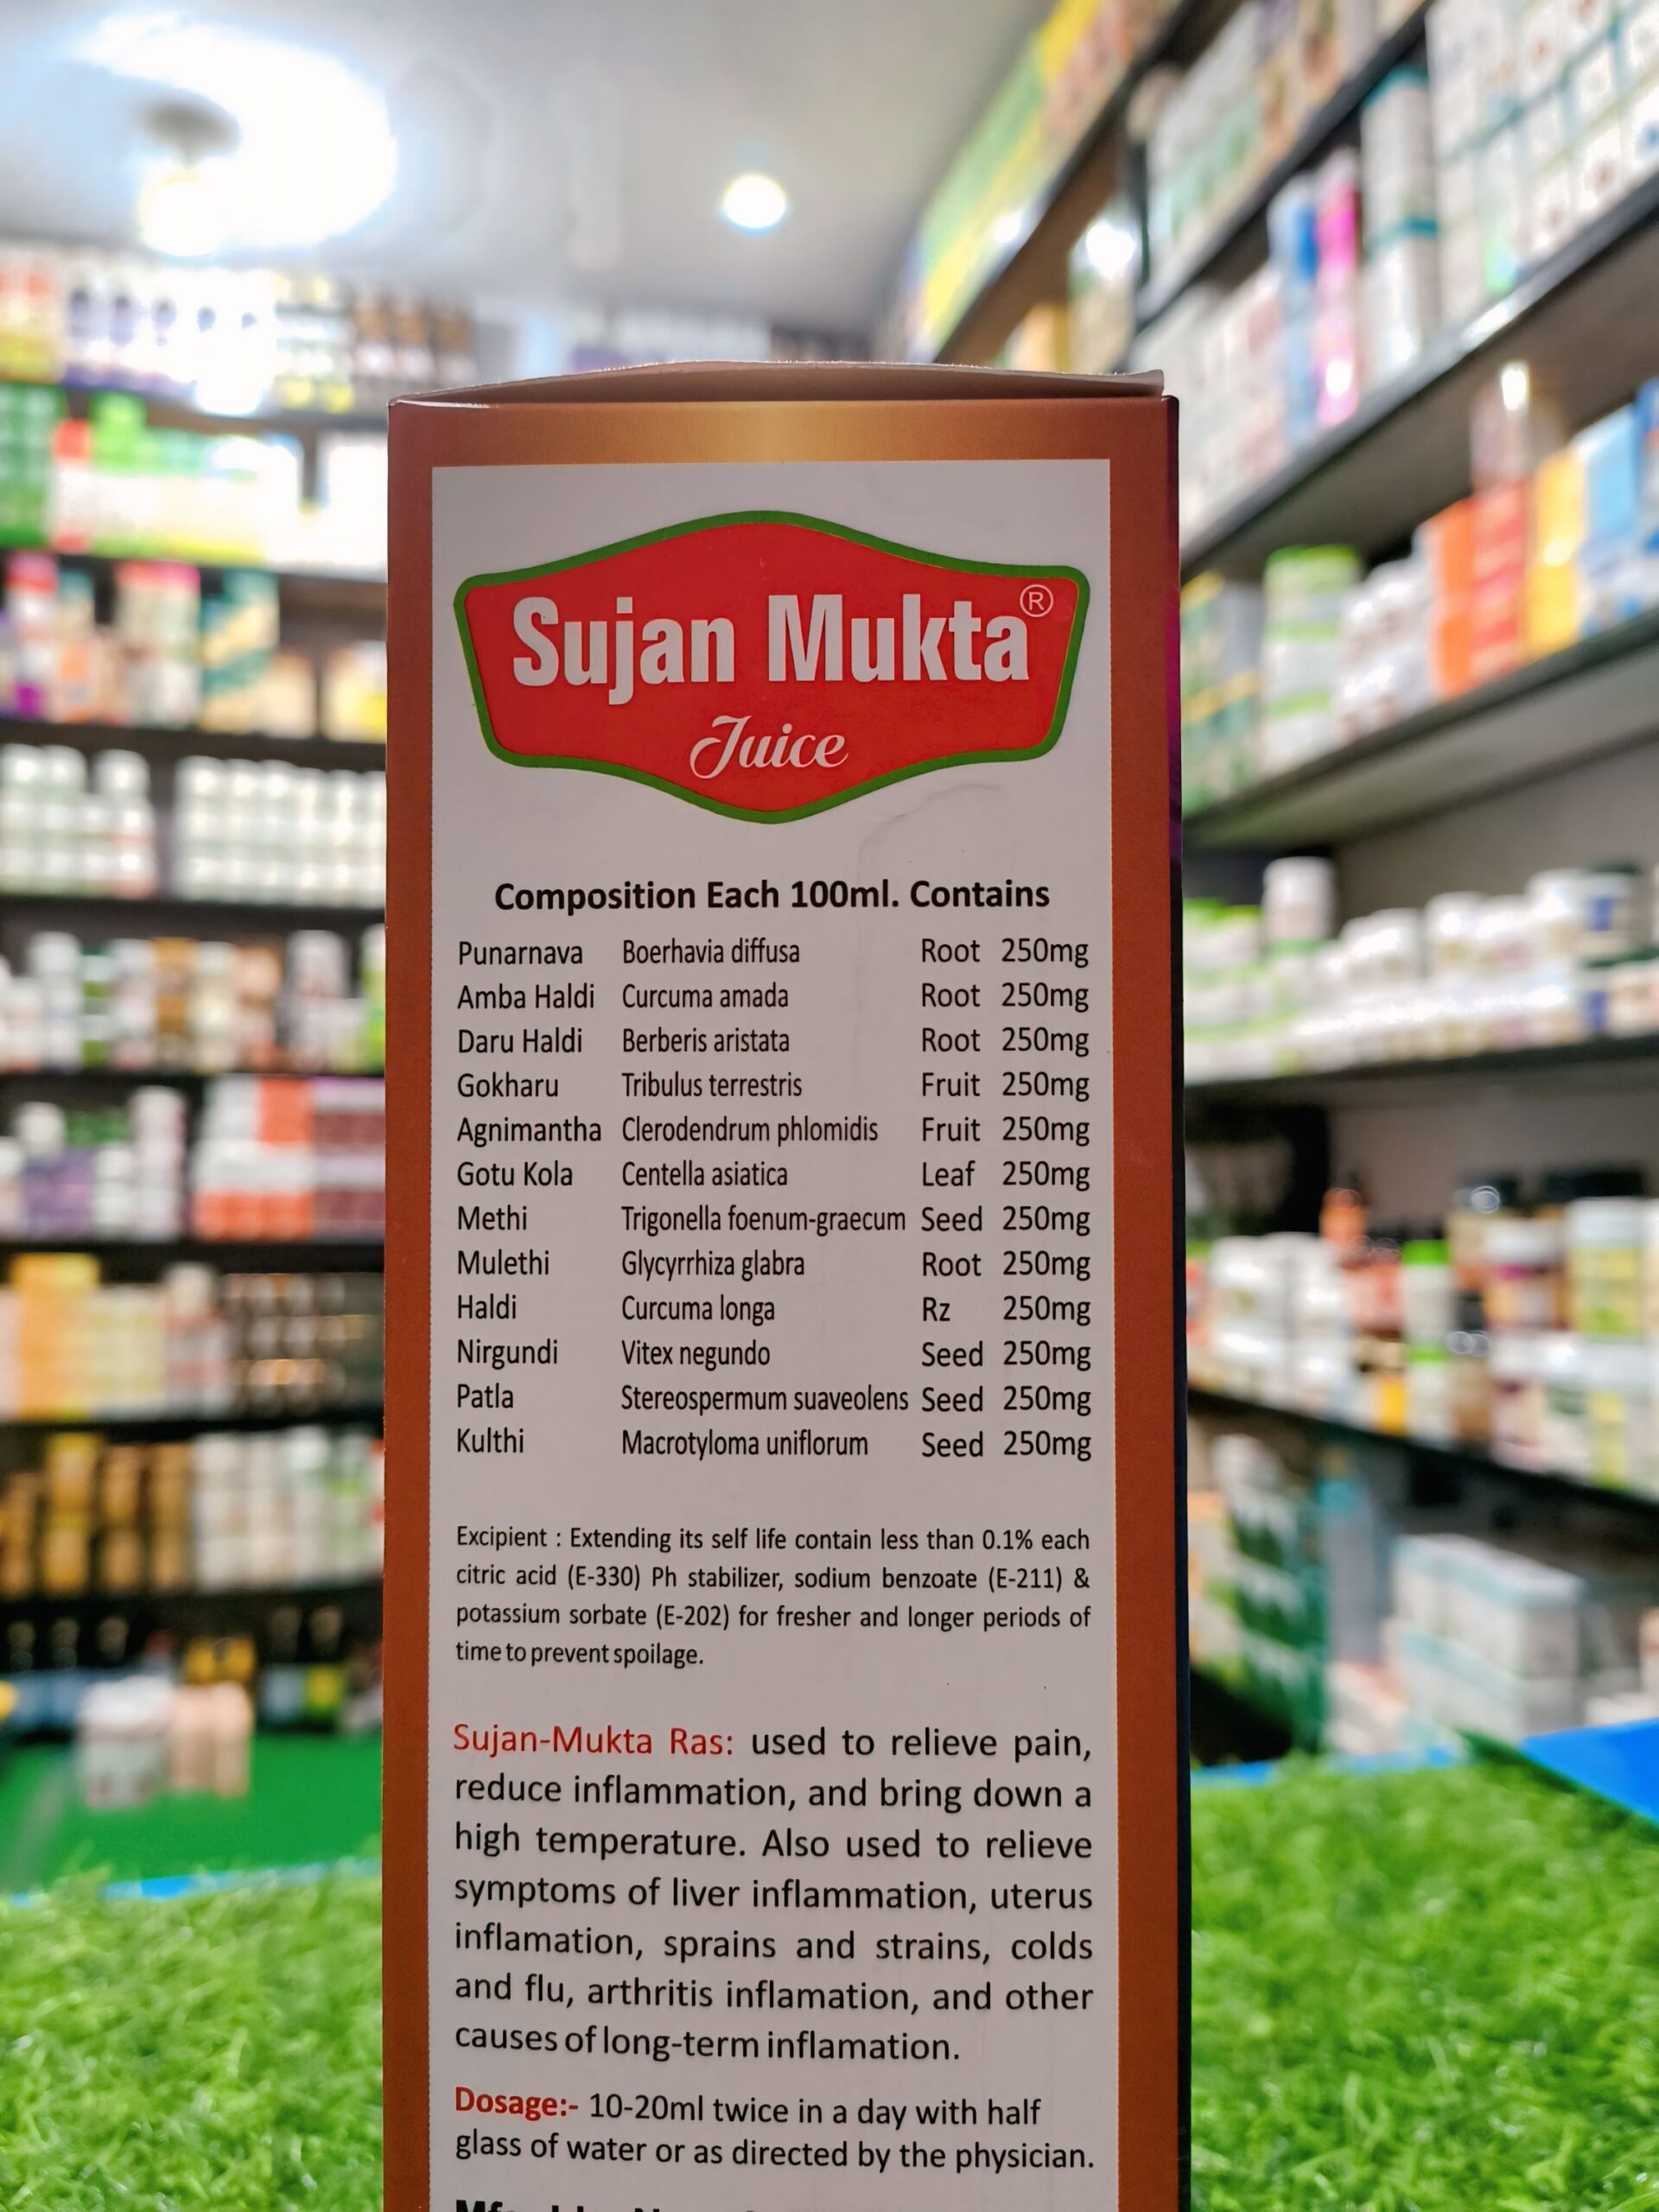 Sujan Mukta®
Juice
Composition Each 100ml. Contains
Punarnava Boerhavia diffusa Root 250mg
Amba Haldi Curcuma amada Root 250mg
Daru Haldi Berberis aristata Root 250mg
Gokharu Tribulus terrestris Fruit 250mg
Agnimantha Clerodendrum phlomidis Fruit 250mg
Gotu Kola Centella asiatica Leaf 250mg
Methi Trigonella foenum-graecum Seed 250mg
Mulethi Glycyrrhiza glabra Root 250mg
Haldi Curcuma longa Rz 250mg
Nirgundi Vitex negundo Seed 250mg
Patla Stereospermum suaveolens Seed 250mg
Kulthi Macrotyloma uniflorum Seed 250mg
Excipient : Extending its self life contain less than 0.1% each
citric acid (E-330) Ph stabilizer, sodium benzoate (E-211) &
potassium sorbate (E-202) for fresher and longer periods of
time to prevent spoilage.
Sujan-Mukta Ras: used to relieve pain,
reduce inflammation, and bring down a
high temperature. Also used to relieve
symptoms of liver inflammation, uterus
inflamation, sprains and strains, colds
and flu, arthritis inflamation, and other
causes of long-term inflamation.
Dosage:- 10-20ml twice in a day with half
glass of water or as directed by the physician.